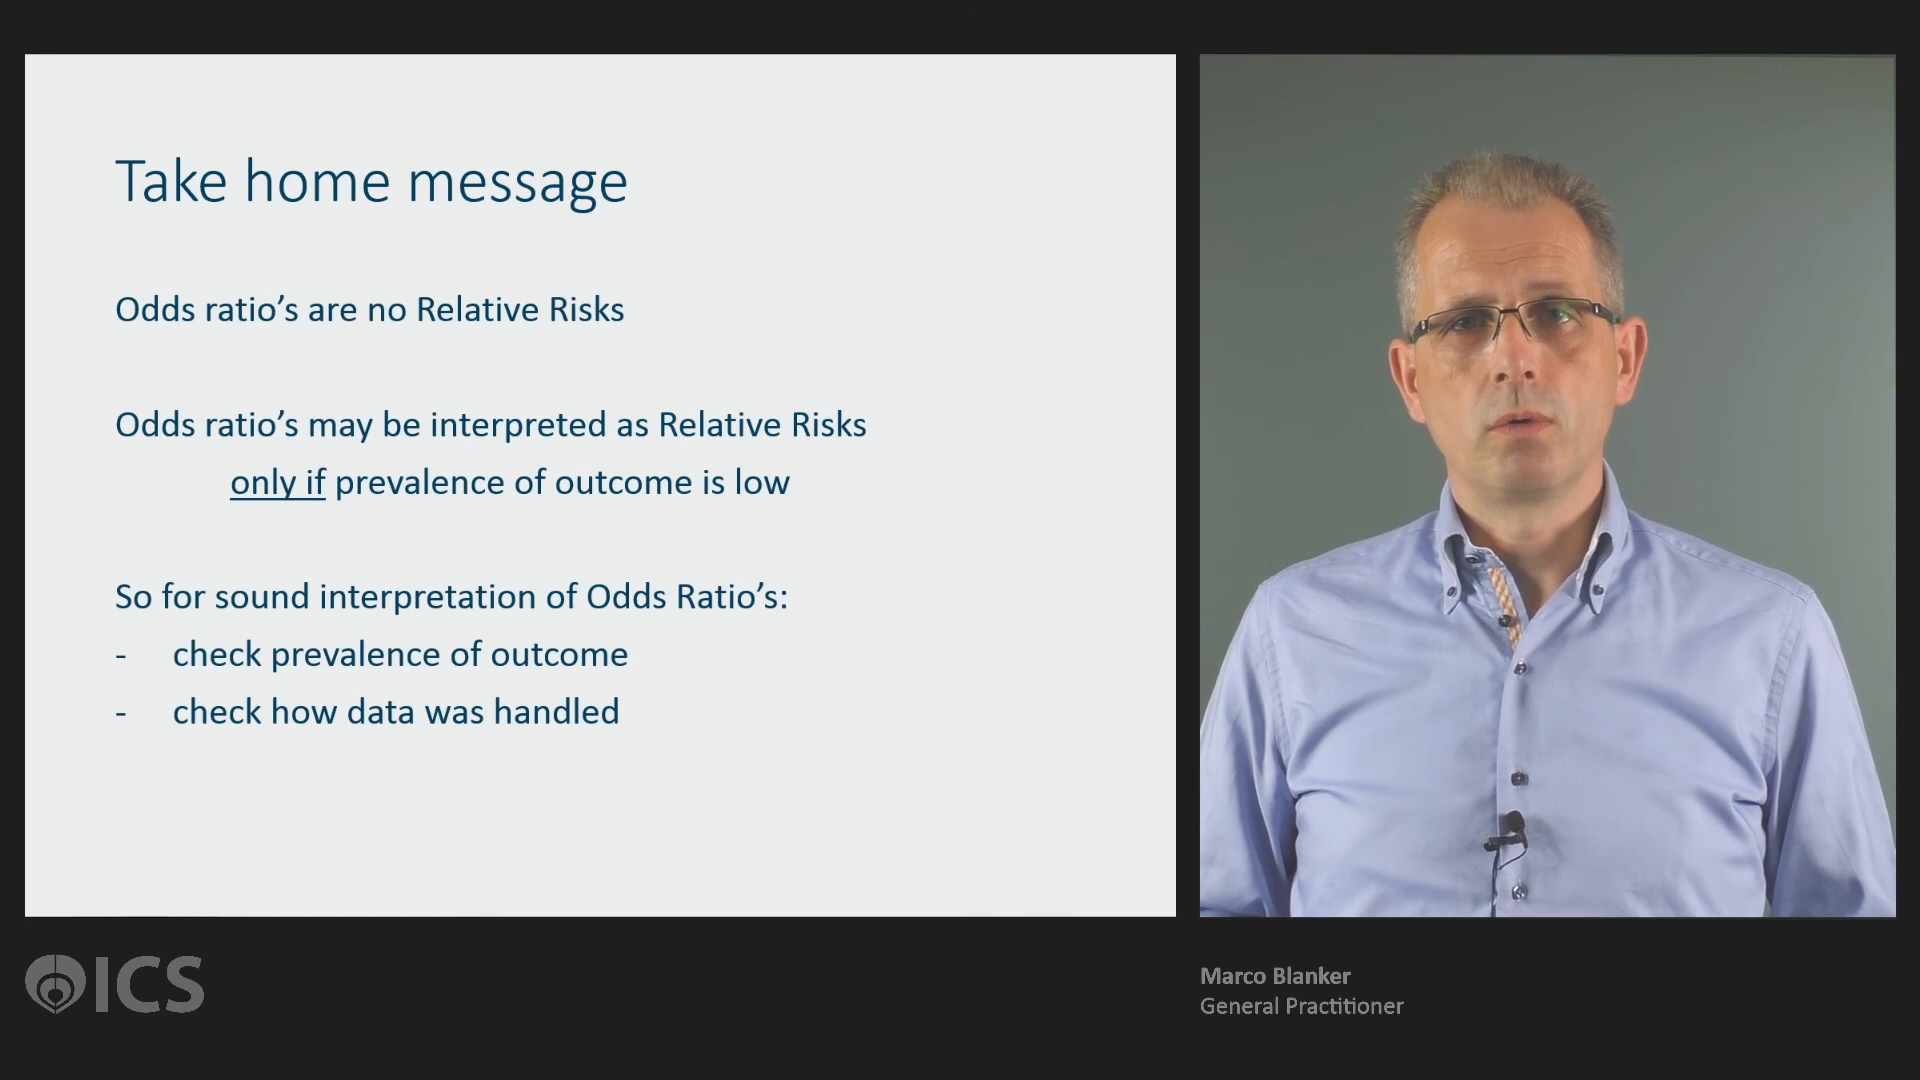 Take home message
Odds ratio’s are no Relative Risks
Odds ratio’s may be interpreted as Relative Risks
only if prevalence of outcome is low
So for sound interpretation of Odds Ratio’s:
- check prevalence of outcome
- check how data was handled
ICS
Marco Blanker
General Practitioner